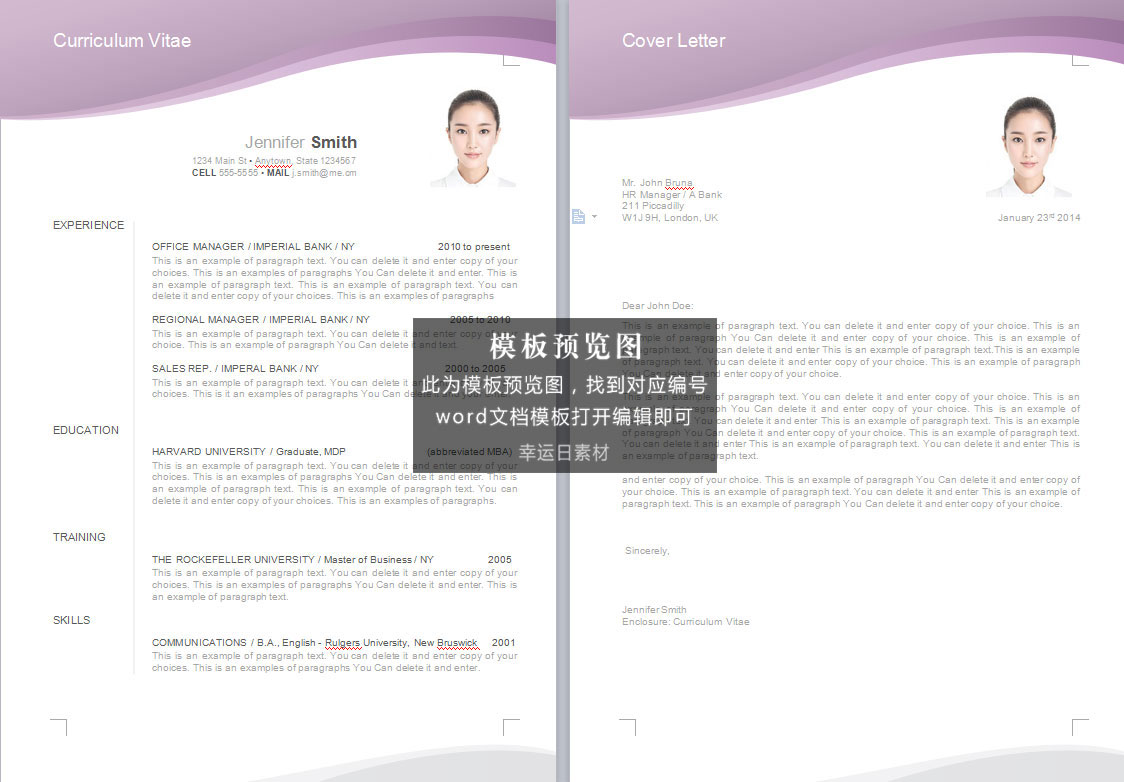 Curriculum Vitae
Jennifer Smith
1234 Main St • Anytown, State 1234567
CELL 555-5555 • MAIL j.smith@me.com
EXPERIENCE
OFFICE MANAGER / IMPERIAL BANK / NY 2010 to present
This is an example of paragraph text. You can delete it and enter copy of your
choices. This is an example of paragraphs You Can delete it and enter. This is
an example of paragraph text. This is an example of paragraph text. You can
delete it and enter copy of your choices. This is an examples of paragraphs
REGIONAL MANAGER / IMPERIAL BANK / NY 2005 to 2010
This is an example of paragraph text. You can delete it and enter copy of your
choice. This is an example of paragraph You Can delete it and text.
SALES REP. / IMPERAL BANK / NY 2000 to 2005
This is an example of paragraph text. You can delete it and enter copy of your
choices. This is it an examples of paragraphs You Can delete it and enter.
EDUCATION
HARVARD UNIVERSITY / Graduate, MDP (abbreviated MBA)
This is an example of paragraph text. You can delete it and enter copy of your
choices. This is an examples of paragraphs You Can delete it and enter. This is
an example of paragraph text. This is an example of paragraph text. You can
delete it and enter copy of your choices. This is an examples of paragraphs.
TRAINING
THE ROCKEFELLER UNIVERSITY / Master of Business / NY 2005
This is an example of paragraph text. You can delete it and enter copy of your
choices. This is an examples of paragraphs You Can delete it and enter. This is
an example of paragraph text.
SKILLS
COMMUNICATIONS / B.A., English - Rulgers University, New Bruswick 2001
This is an example of paragraph text. You can delete it and enter copy of your
choices. This is an examples of paragraphs You Can delete it and enter.
Cover Letter
Mr. John Bruns
HR Manager / A Bank
211 Piccadilly
W1J 9H, London, UK
January 23rd 2014
Dear John Doe:
This is an example of paragraph text. You can delete it and enter copy of your choice. This is an
example of paragraph You Can delete it and enter copy of your choice. This is an example of
paragraph text. You can delete it and enter This is an example of paragraph text.This is an example
of paragraph text. You can delete it and enter copy of your choice. This is an example of paragraph
You Can delete it and enter copy of your choice.
This is an example of paragraph text. You can delete it and enter copy of your choice. This is an
example of paragraph You Can delete it and enter copy of your choice. This is an example of
paragraph text. You can delete it and enter This is an example of paragraph text. This is an example
of paragraph You Can delete it and enter copy of your choice. This is an example of paragraph text.
You can delete it and enter This is an example of paragraph text. You can delete it and enter This is
an example of paragraph text.
and enter copy of your choice. This is an example of paragraph You Can delete it and enter copy of
your choice. This is an example of paragraph text. You can delete it and enter This is an example of
paragraph text. This is an example of paragraph You Can delete it and enter copy of your choice.
Sincerely,
Jennifer Smith
Enclosure: Curriculum Vitae
模板预览图
此为模板预览图，找到对应编号
word文档模板打开编辑即可
幸运日素材